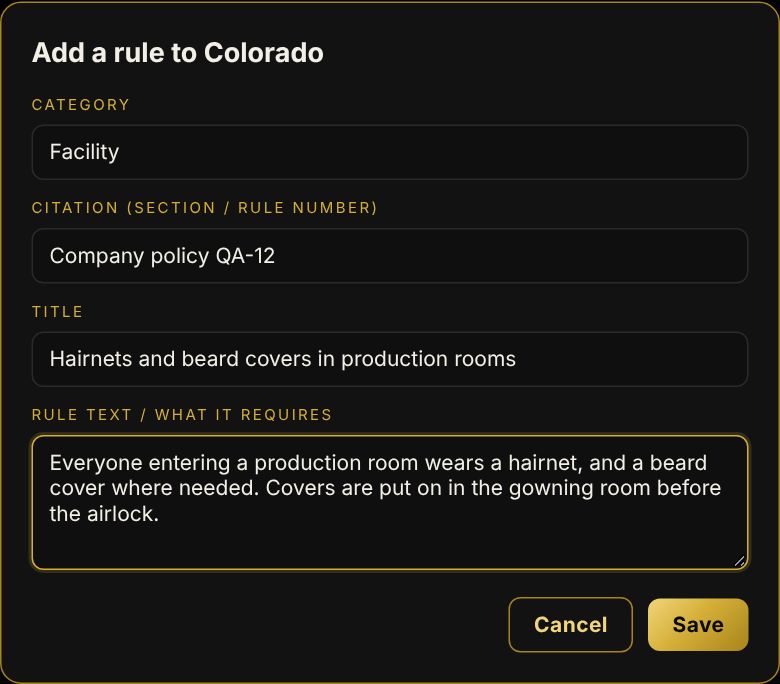 Add a rule to Colorado
CATEGORY
Facility
CITATION (SECTION / RULE NUMBER)
Company policy QA-12
TITLE
Hairnets and beard covers in production rooms
RULE TEXT / WHAT IT REQUIRES
Everyone entering a production room wears a hairnet, and a beard
cover where needed. Covers are put on in the gowning room before
the airlock.
Cancel
Save